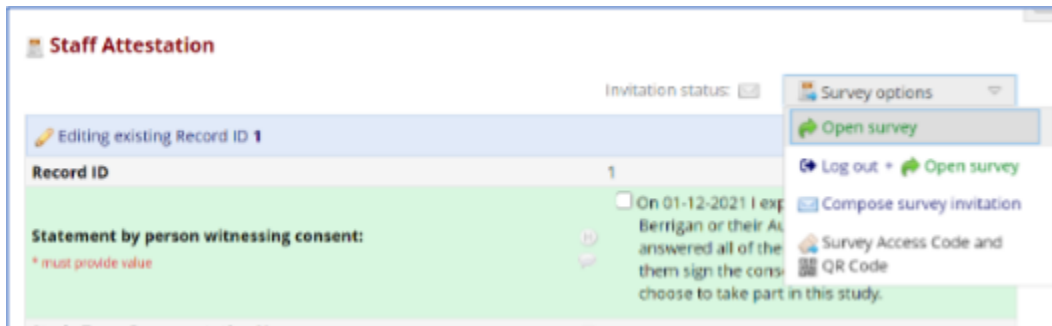 Staff Attestation
Invitation status:
Survey options
Open survey
Editing existing Record ID 1
Log out + Open survey
Record ID
1
Compose survey invitation
On 01-12-2021 I exp
Statement by person witnessing consent:
Berrigan or their Au
answered all of the
Survey Access Code and
QR Code
* must provide value
them sign the cons
choose to take part in this study.